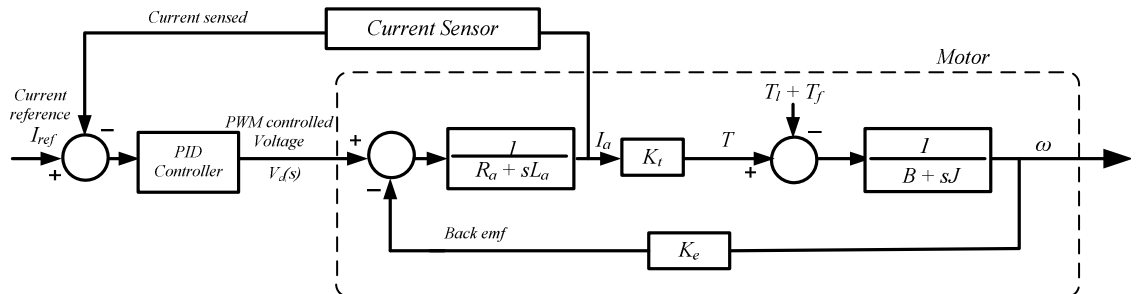 Current sensed
Current Sensor
Motor
Current
reference
I_ref
+
−
PID
Controller
PWM controlled
Voltage
V_d(s)
+
−
1
R_a + sL_a
I_a
K_t
T
T_l + T_f
−
+
1
B + sJ
ω
Back emf
K_e